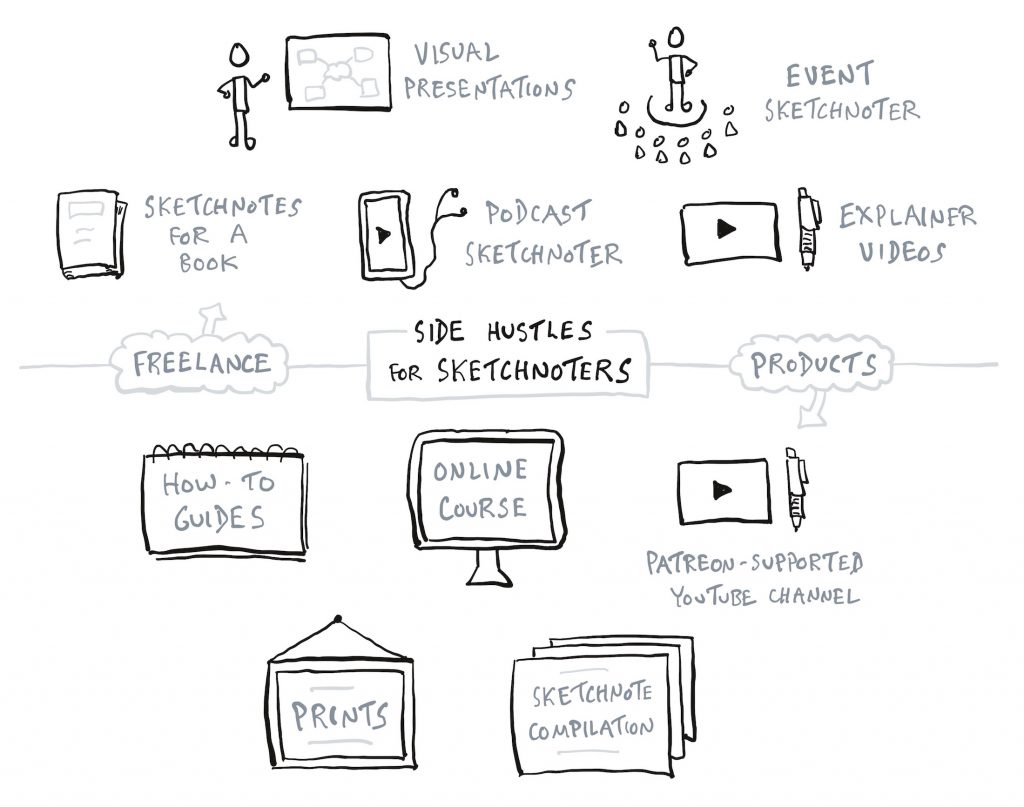 VISUAL
PRESENTATIONS
EVENT
SKETCHNOTER
SKETCHNOTES
FOR A
BOOK
PODCAST
SKETCHNOTER
EXPLAINER
VIDEOS
FREELANCE
SIDE HUSTLES
FOR SKETCHNOTERS
PRODUCTS
HOW-TO
GUIDES
ONLINE
COURSE
PATREON-SUPPORTED
YOUTUBE CHANNEL
PRINTS
SKETCHNOTE
COMPILATION